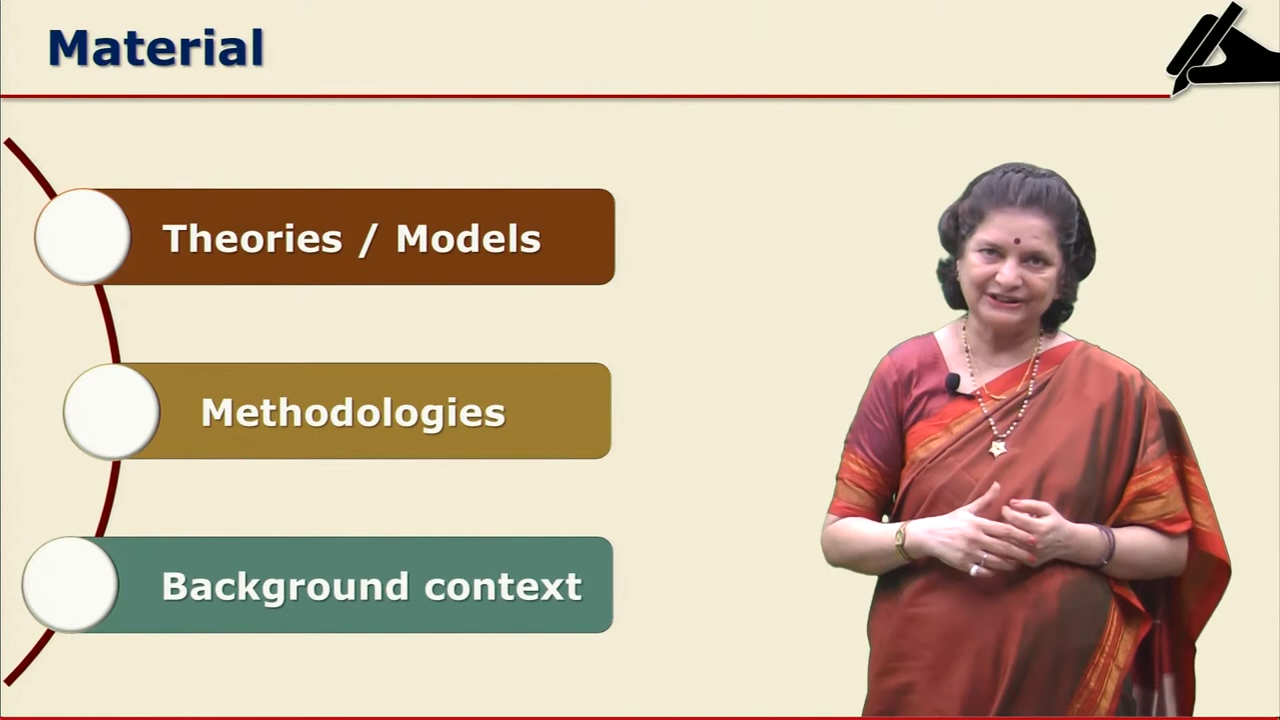 Material
Theories / Models
Methodologies
Background context